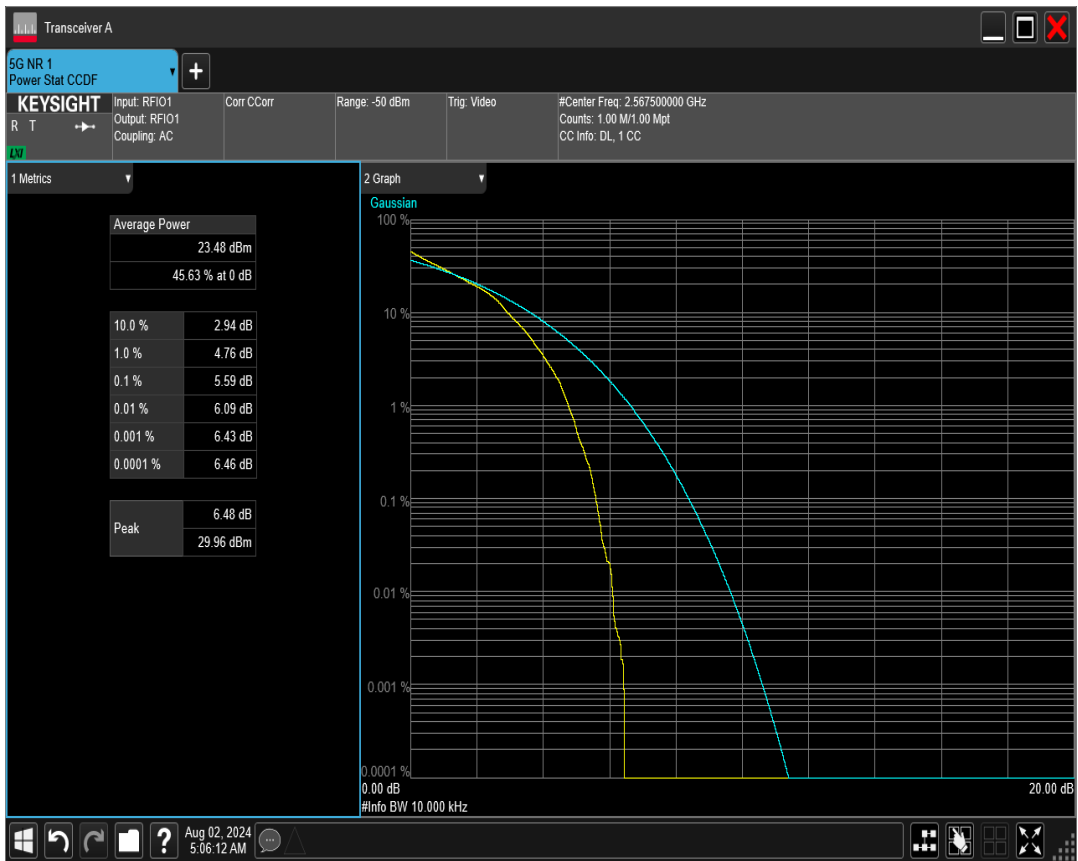 Transceiver A
5G NR 1
Power Stat CCDF
KEYSIGHT
R T
LXI
Input: RFIO1
Output: RFIO1
Coupling: AC
Corr CCorr
Range: -50 dBm
Trig: Video
#Center Freq: 2.567500000 GHz
Counts: 1.00 M/1.00 Mpt
CC Info: DL, 1 CC
1 Metrics
Average Power
23.48 dBm
45.63 % at 0 dB
10.0 % 2.94 dB
1.0 % 4.76 dB
0.1 % 5.59 dB
0.01 % 6.09 dB
0.001 % 6.43 dB
0.0001 % 6.46 dB
Peak
6.48 dB
29.96 dBm
2 Graph
Gaussian
100 %
10 %
1 %
0.1 %
0.01 %
0.001 %
0.0001 %
0.00 dB
20.00 dB
#Info BW 10.000 kHz
Aug 02, 2024
5:06:12 AM